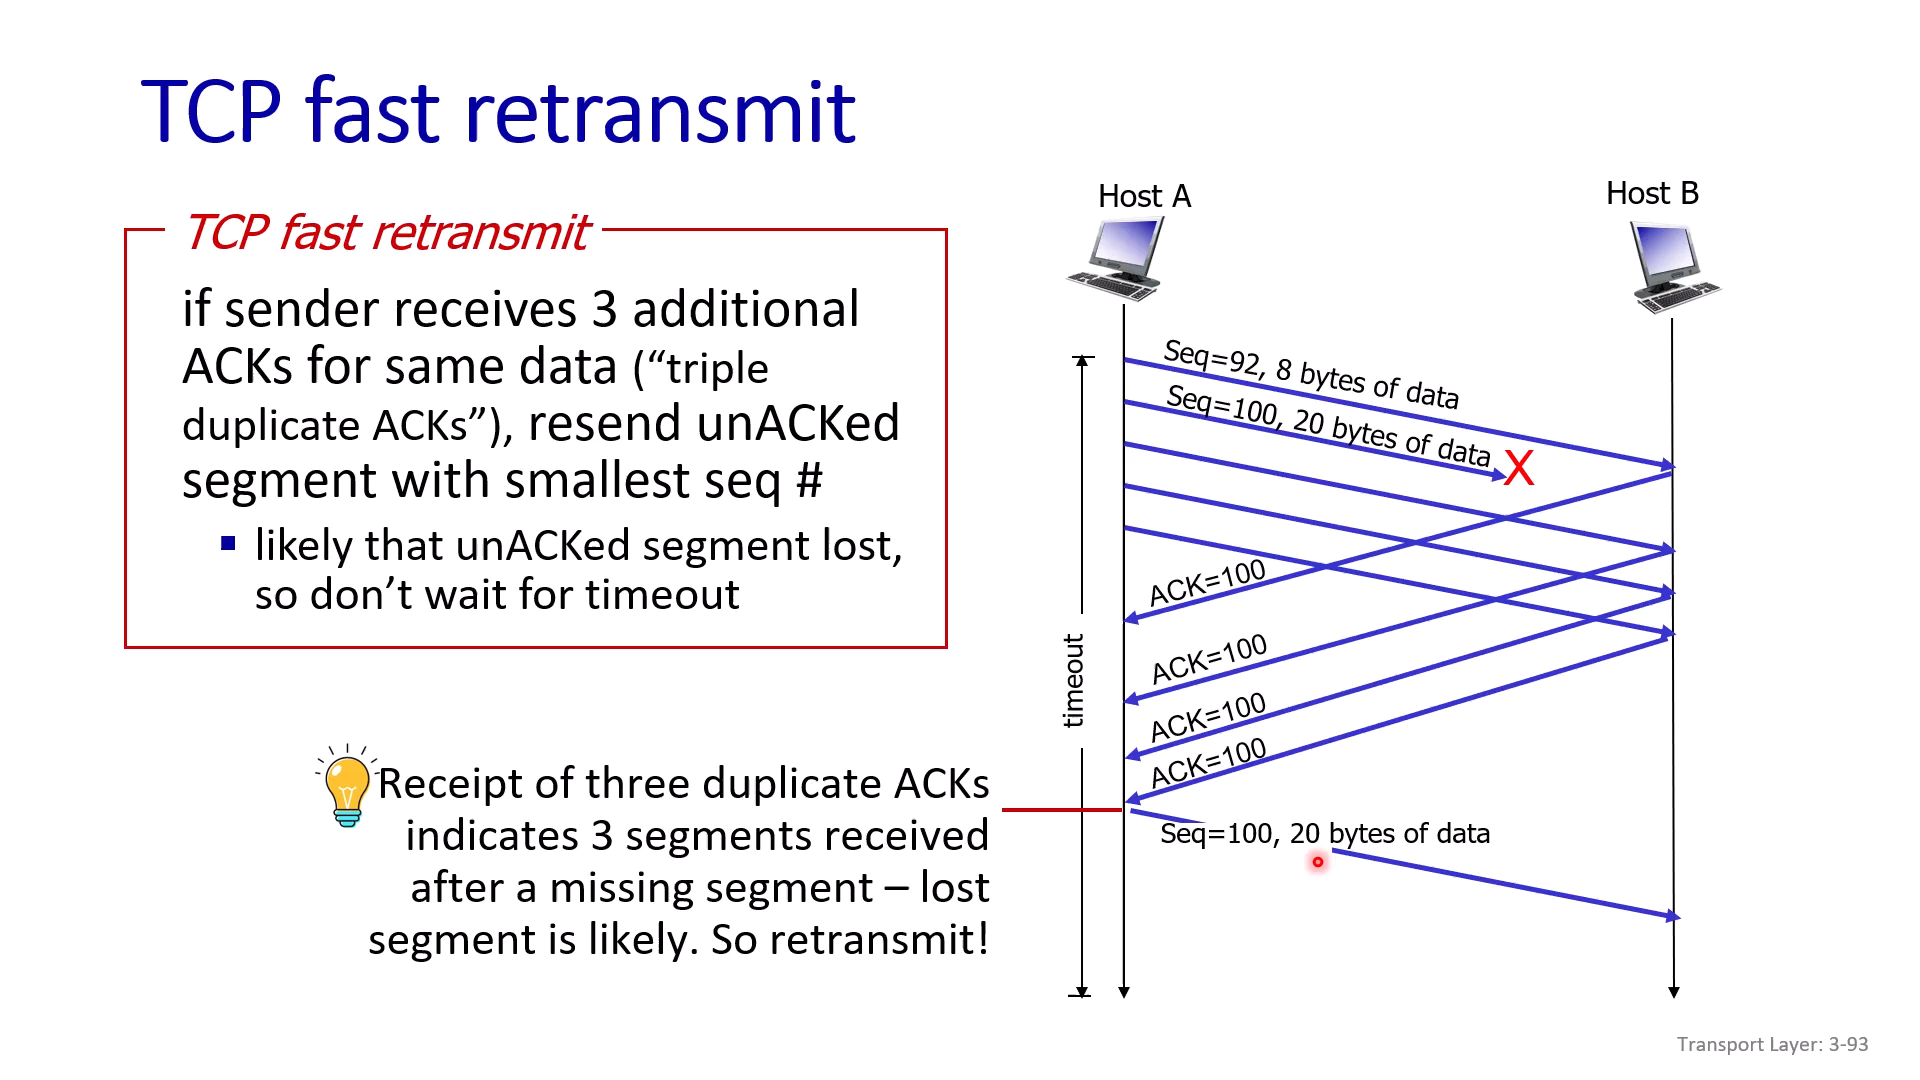 TCP fast retransmit
TCP fast retransmit
if sender receives 3 additional
ACKs for same data (“triple
duplicate ACKs”), resend unACKed
segment with smallest seq #
▪ likely that unACKed segment lost,
so don’t wait for timeout
Receipt of three duplicate ACKs
indicates 3 segments received
after a missing segment – lost
segment is likely. So retransmit!
Host A
Host B
Seq=92, 8 bytes of data
Seq=100, 20 bytes of data
X
ACK=100
timeout
ACK=100
ACK=100
ACK=100
Seq=100, 20 bytes of data
Transport Layer: 3-93